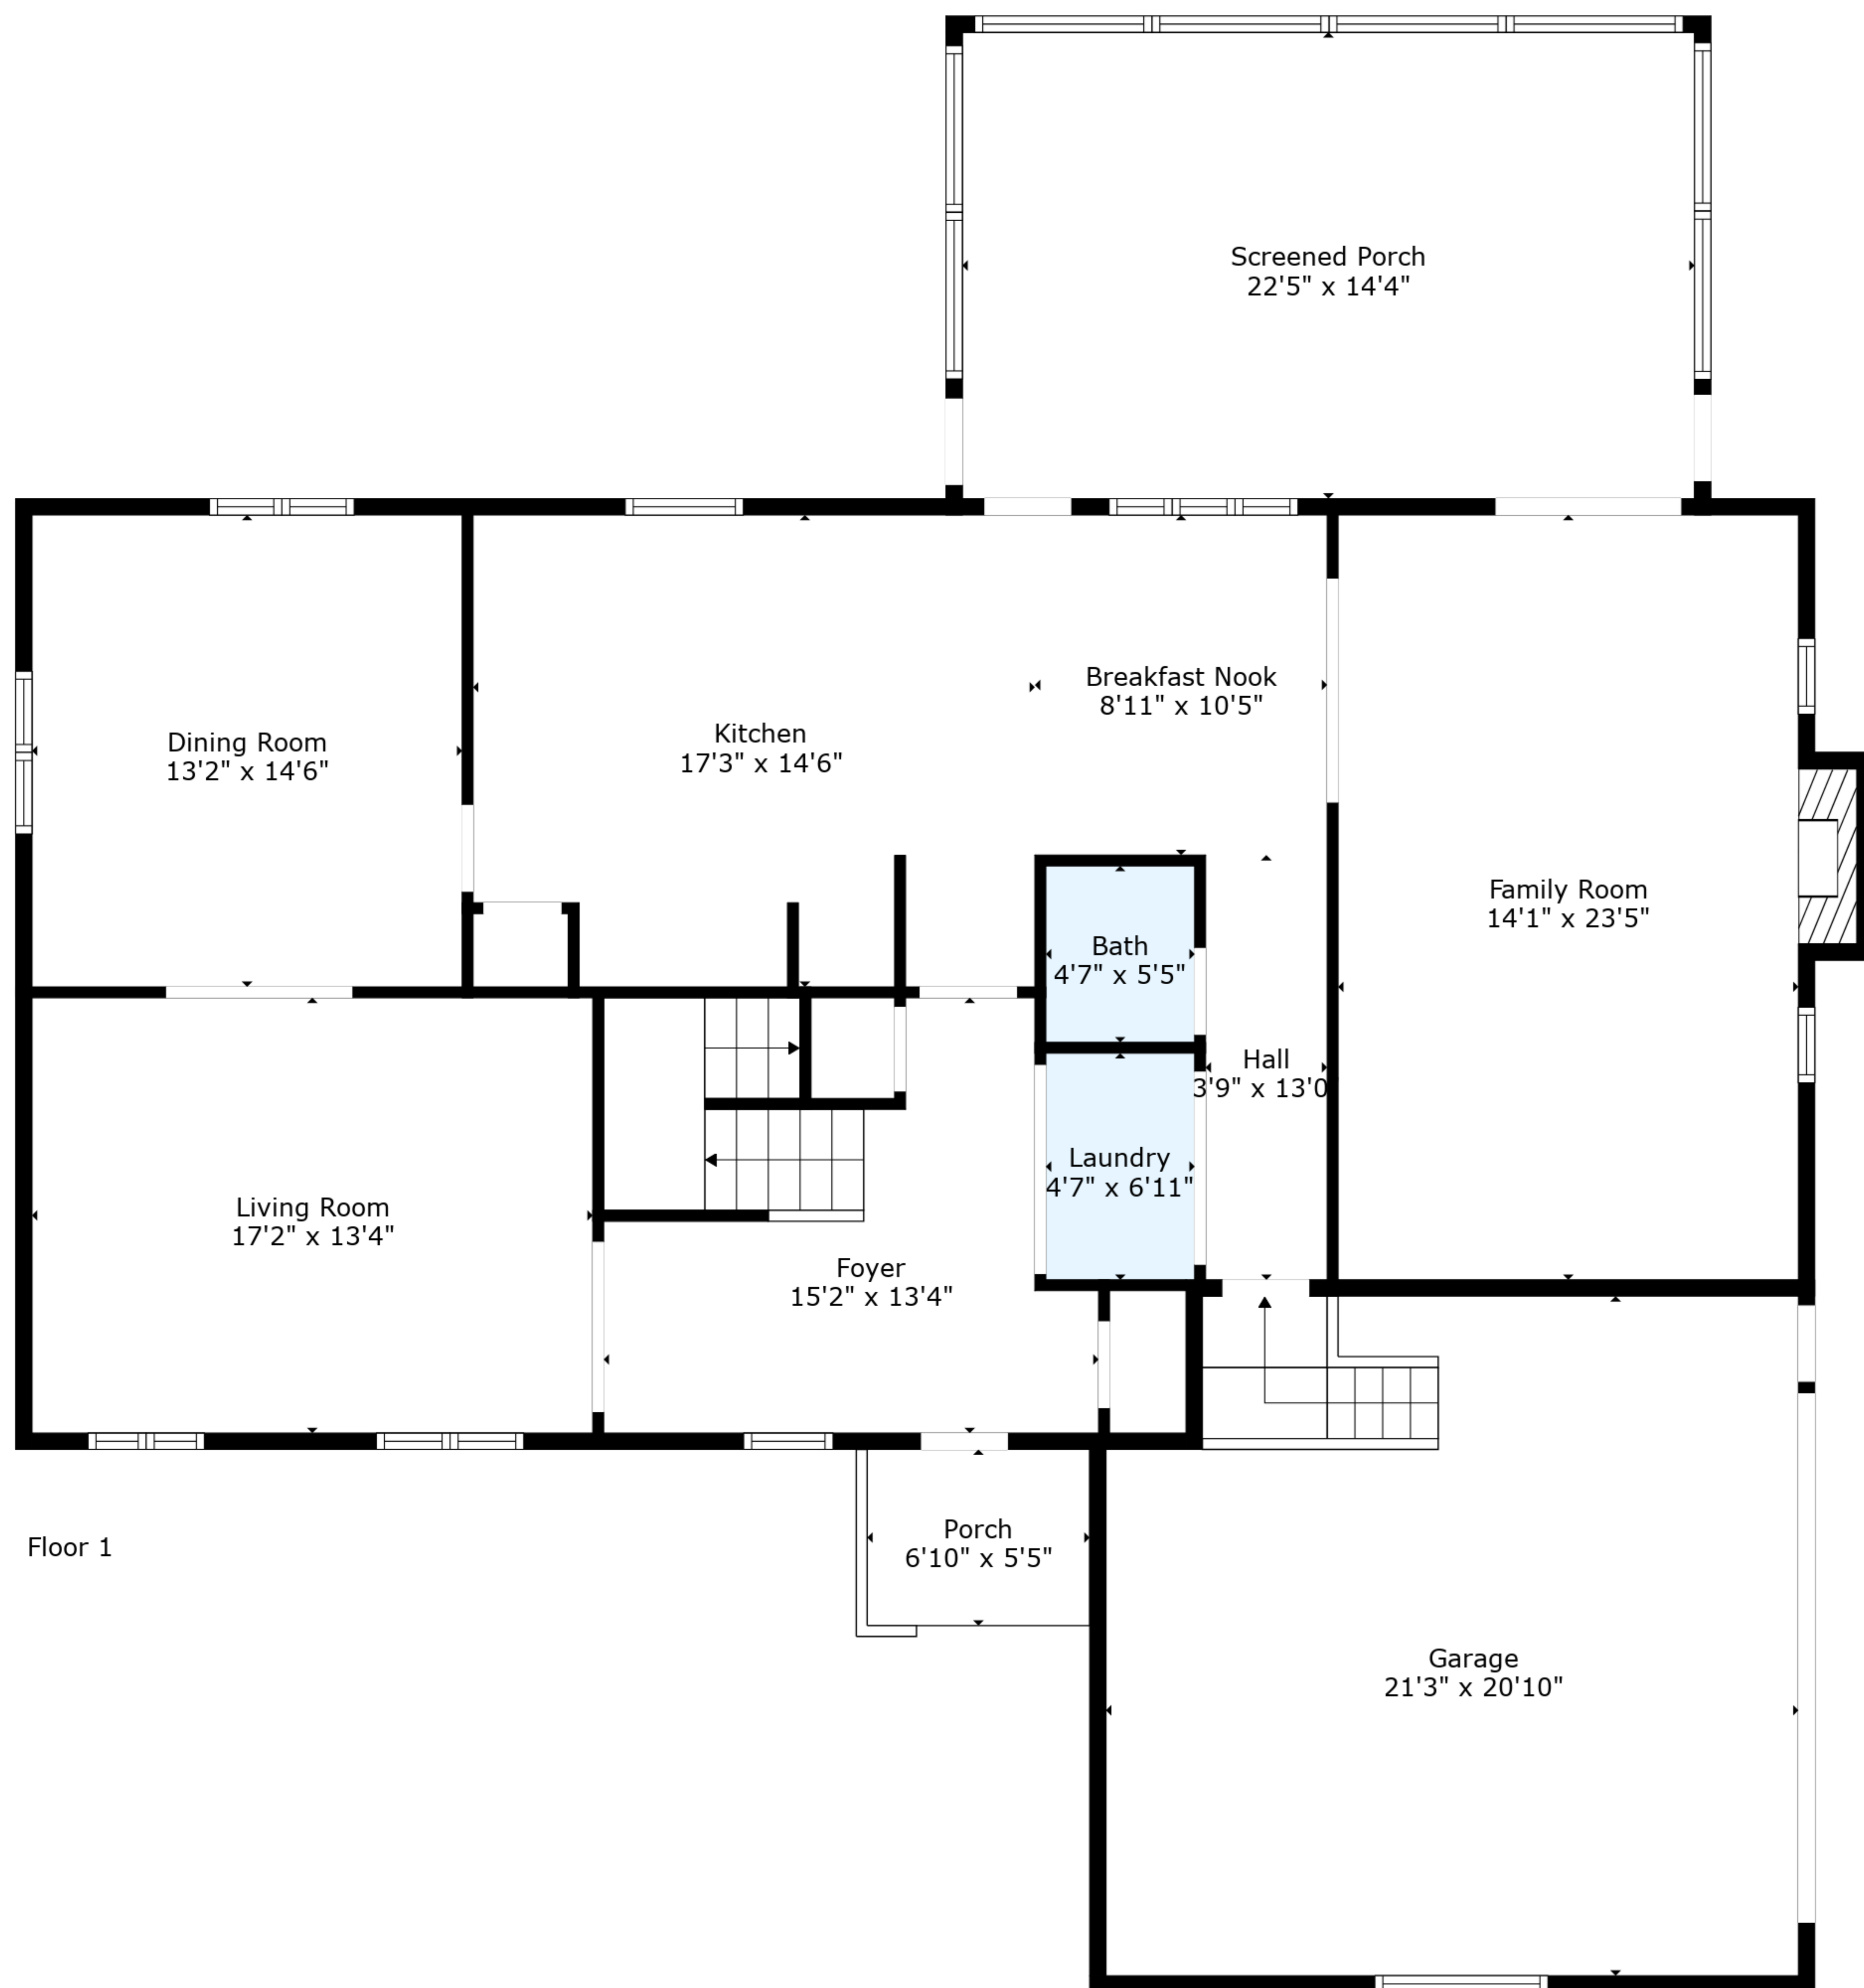 Screened Porch
22'5" x 14'4"
Breakfast Nook
8'11" x 10'5"
Kitchen
17'3" x 14'6"
Dining Room
13'2" x 14'6"
Family Room
14'1" x 23'5"
Bath
4'7" x 5'5"
Hall
3'9" x 13'0
Laundry
4'7" x 6'11"
Living Room
17'2" x 13'4"
Foyer
15'2" x 13'4"
Porch
6'10" x 5'5"
Floor 1
Garage
21'3" x 20'10"